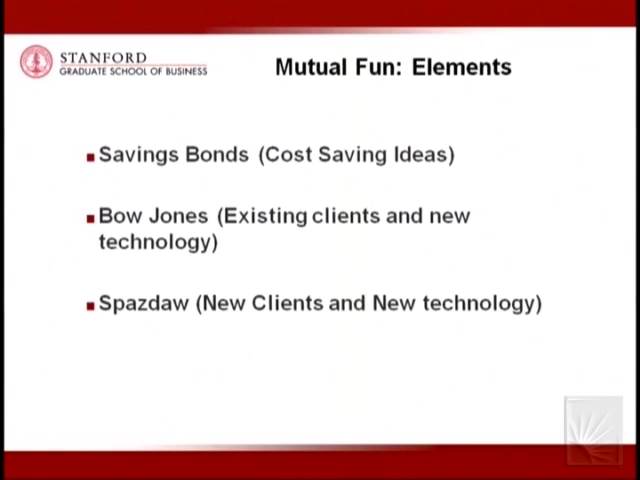 STANFORD
GRADUATE SCHOOL OF BUSINESS
Mutual Fun: Elements
Savings Bonds (Cost Saving Ideas)
Bow Jones (Existing clients and new
technology)
Spazdaw (New Clients and New technology)